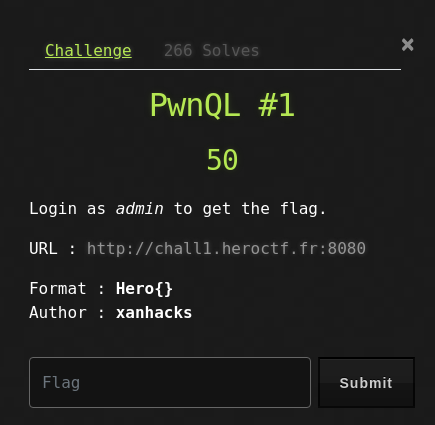 Challenge 266 Solves ×
PwnQL #1
50
Login as admin to get the flag.
URL : http://chall1.heroctf.fr:8080
Format : Hero{}
Author : xanhacks
Flag Submit